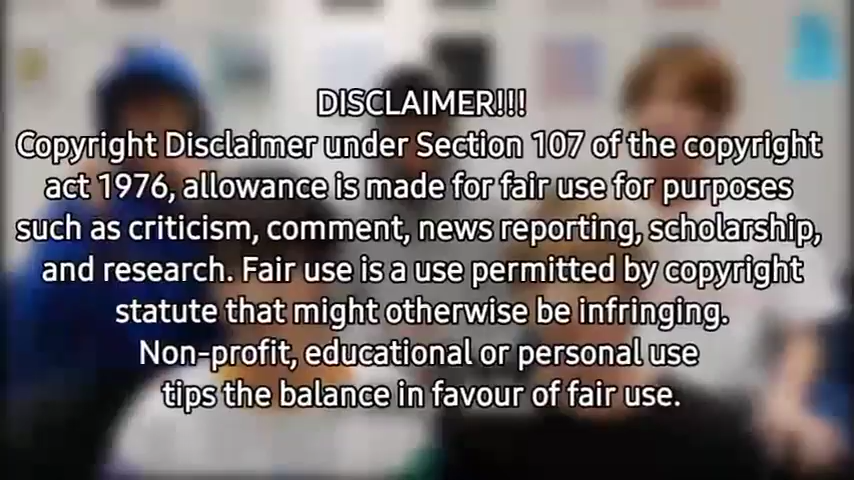 DISCLAIMER!!!
Copyright Disclaimer under Section 107 of the copyright
act 1976, allowance is made for fair use for purposes
such as criticism, comment, news reporting, scholarship,
and research. Fair use is a use permitted by copyright
statute that might otherwise be infringing.
Non-profit, educational or personal use
tips the balance in favour of fair use.